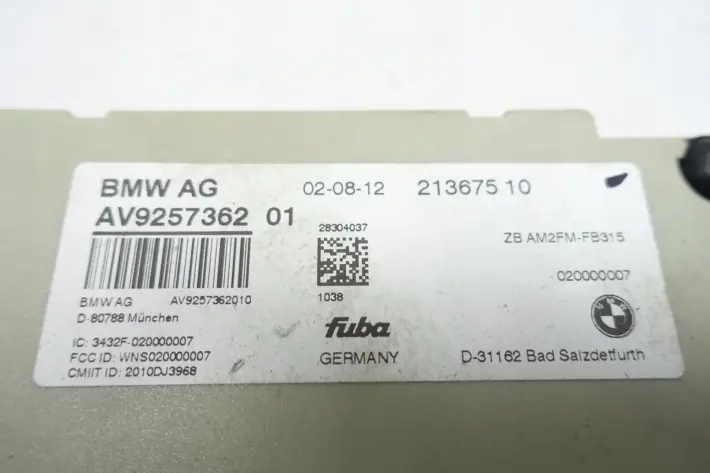 BMW AG 02-08-12 213675 10
AV9257362 01
28304037
ZB AM2FM-FB315
020000007
1038
BMW AG AV9257362010
D-80788 München
fuba
IC: 3432F-020000007
FCC ID: WNS020000007
GERMANY
D-31162 Bad Salzdetfurth
CMIIT ID: 2010DJ3968